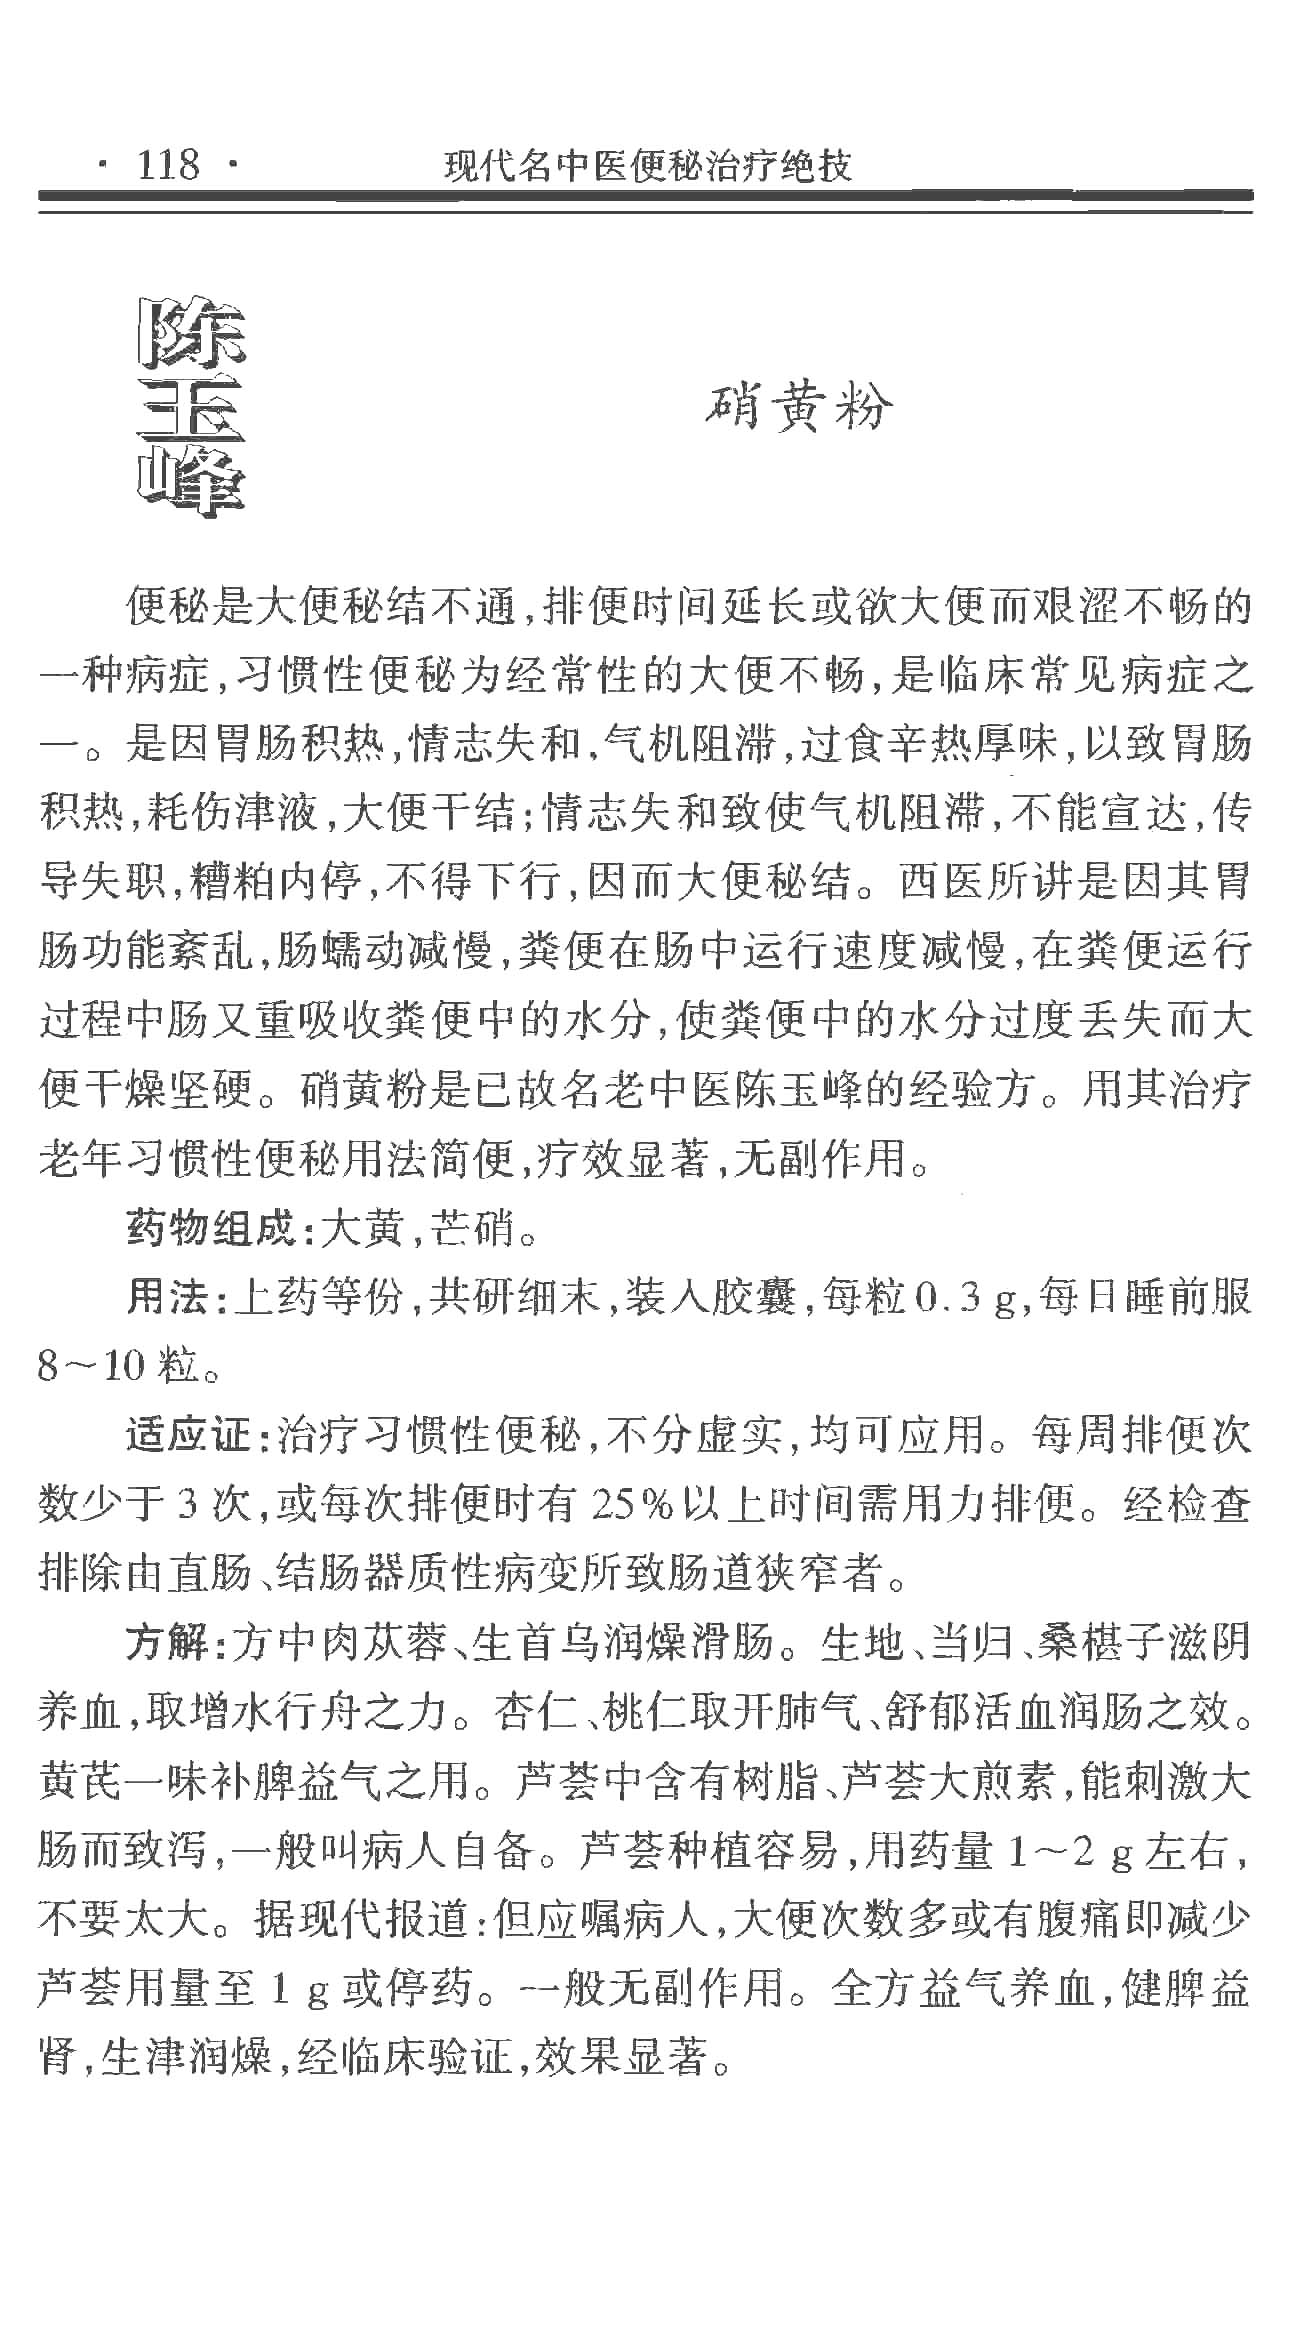 · 118 ·
现代名中医便秘治疗绝技
陈玉峰
硝黄粉
便秘是大便秘结不通,排便时间延长或欲大便而艰涩不畅的
一种病症,习惯性便秘为经常性的大便不畅,是临床常见病症之
一。是因胃肠积热,情志失和,气机阻滞,过食辛热厚味,以致胃肠
积热,耗伤津液,大便干结;情志失和致使气机阻滞,不能宣达,传
导失职,糟粕内停,不得下行,因而大便秘结。西医所讲是因其胃
肠功能紊乱,肠蠕动减慢,粪便在肠中运行速度减慢,在粪便运行
过程中肠又重吸收粪便中的水分,使粪便中的水分过度丢失而大
便干燥坚硬。硝黄粉是已故名老中医陈玉峰的经验方。用其治疗
老年习惯性便秘用法简便,疗效显著,无副作用。
药物组成:大黄,芒硝。
用法:上药等份,共研细末,装入胶囊,每粒0.3 g,每日睡前服
8～10 粒。
适应证:治疗习惯性便秘,不分虚实,均可应用。每周排便次
数少于 3 次,或每次排便时有 25%以上时间需用力排便。经检查
排除由直肠、结肠器质性病变所致肠道狭窄者。
方解:方中肉苁蓉、生首乌润燥滑肠。生地、当归、桑椹子滋阴
养血,取增水行舟之力。杏仁、桃仁取开肺气、舒郁活血润肠之效。
黄芪一味补脾益气之用。芦荟中含有树脂、芦荟大煎素,能刺激大
肠而致泻,一般叫病人自备。芦荟种植容易,用药量 1～2 g 左右,
不要太大。据现代报道:但应嘱病人,大便次数多或有腹痛即减少
芦荟用量至 1 g 或停药。一般无副作用。全方益气养血,健脾益
肾,生津润燥,经临床验证,效果显著。